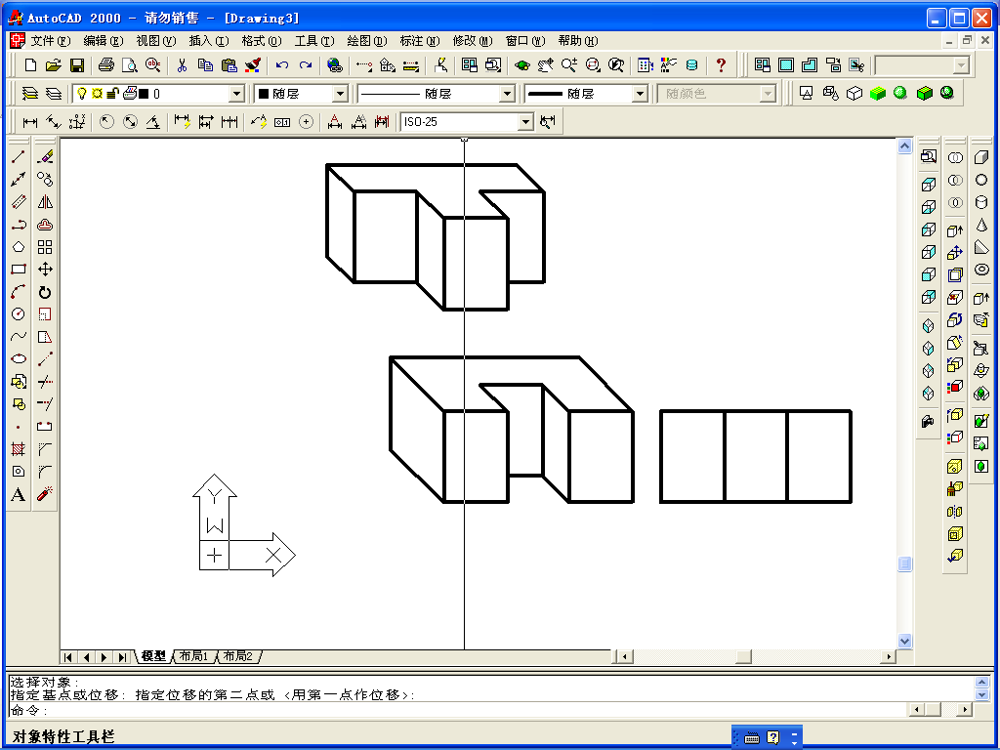 AutoCAD 2000 - 请勿销售 - [Drawing3]
文件(F) 编辑(E) 视图(V) 插入(I) 格式(O) 工具(T) 绘图(D) 标注(N) 修改(M) 窗口(W) 帮助(H)
0 随层 随层 随层 随颜色
ISO-25
A
Y
W
X
模型 布局1 布局2
选择对象:
指定基点或位移: 指定位移的第二点或 <用第一点作位移>:
命令:
对象特性工具栏